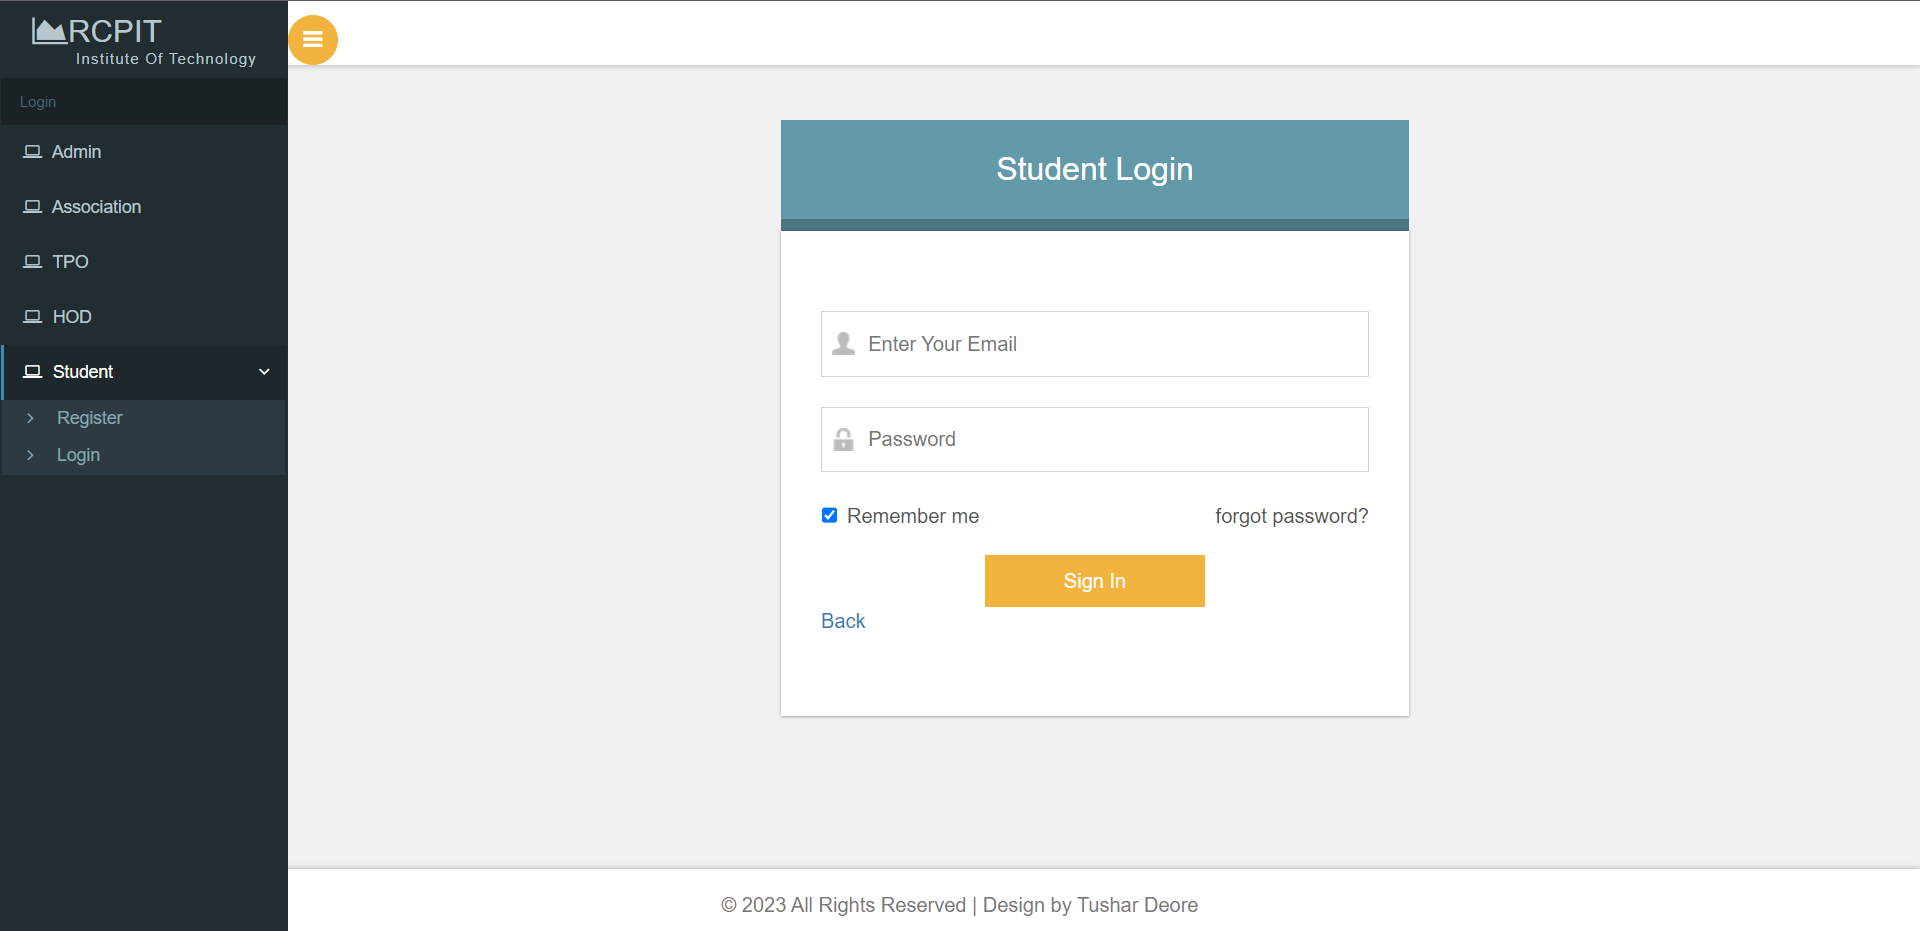 RCPIT
Institute Of Technology
Login
Admin
Association
TPO
HOD
Student
Register
Login
Student Login
Enter Your Email
Password
Remember me
forgot password?
Sign In
Back
© 2023 All Rights Reserved | Design by Tushar Deore